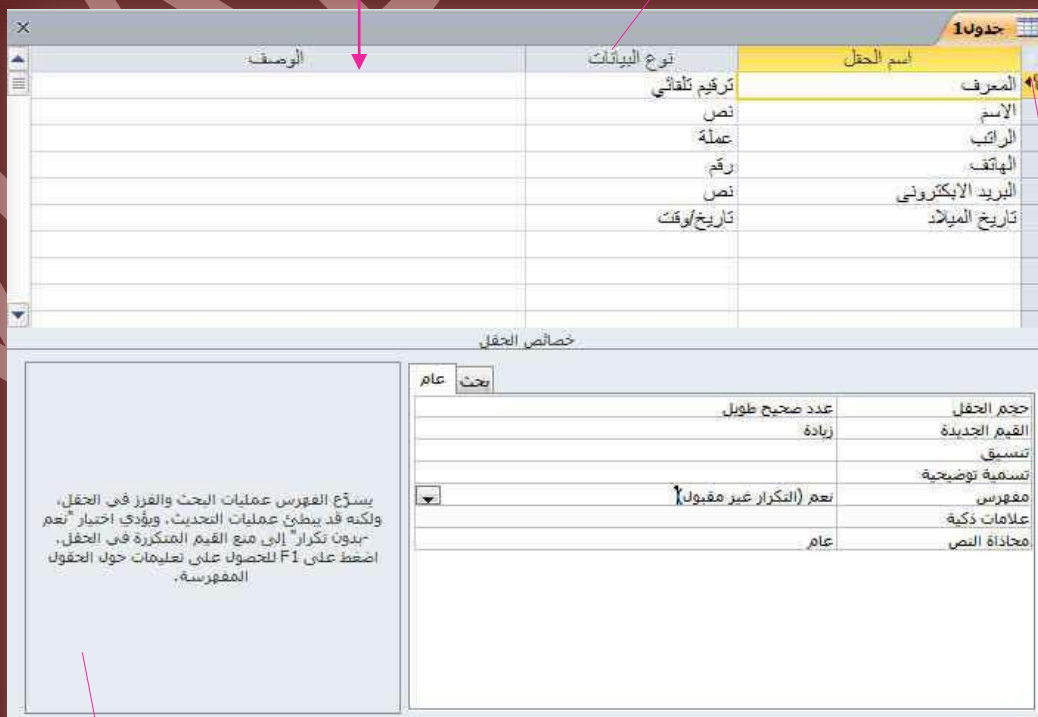 جدول1
اسم الحقل نوع البيانات الوصف
المعرف ترقيم تلقائي
الاسم نص
الراتب عملة
الهاتف رقم
البريد الابكتروني نص
تاريخ الميلاد تاريخ/وقت
خصائص الحقل
عام بحث
حجم الحقل عدد صحيح طويل
القيم الجديدة زيادة
تنسيق
تسمية توضيحية
مفهرس نعم (التكرار غير مقبول)
علامات ذكية
محاذاة النص عام
يسرّع الفهرس عمليات البحث والفرز في الحقل،
ولكنه قد يبطئ عمليات التحديث. ويؤدي اختيار "نعم
-بدون تكرار" إلى منع القيم المتكررة في الحقل.
اضغط على F1 للحصول على تعليمات حول الحقول
المفهرسة.